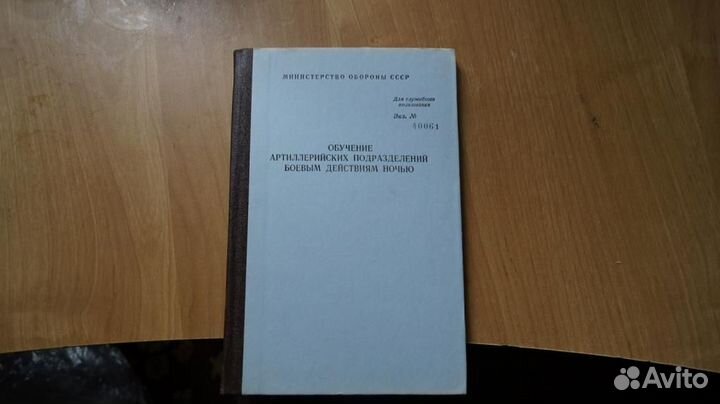 МИНИСТЕРСТВО ОБОРОНЫ СССР
Для служебного
пользования
Экз. №
40061
ОБУЧЕНИЕ
АРТИЛЛЕРИЙСКИХ ПОДРАЗДЕЛЕНИЙ
БОЕВЫМ ДЕЙСТВИЯМ НОЧЬЮ
Avito